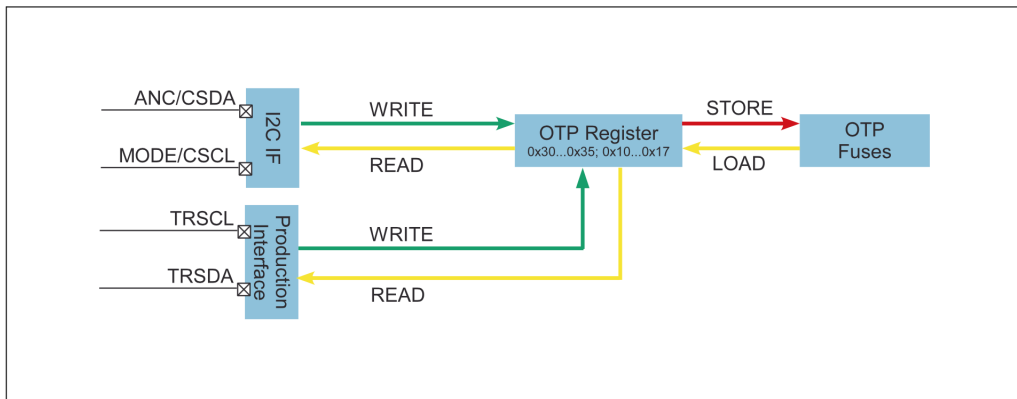 ANC/CSDA
MODE/CSCL
I2C IF
WRITE
READ
OTP Register
0x30...0x35; 0x10...0x17
STORE
LOAD
OTP
Fuses
TRSCL
TRSDA
Production
Interface
WRITE
READ